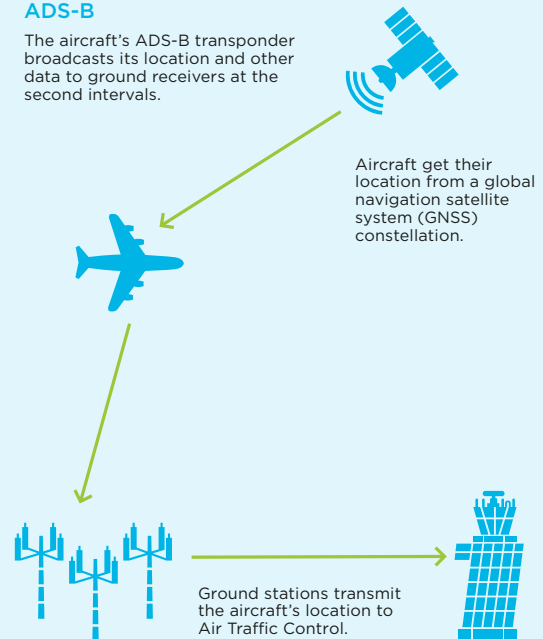 ADS-B
The aircraft's ADS-B transponder
broadcasts its location and other
data to ground receivers at the
second intervals.
Aircraft get their
location from a global
navigation satellite
system (GNSS)
constellation.
Ground stations transmit
the aircraft's location to
Air Traffic Control.